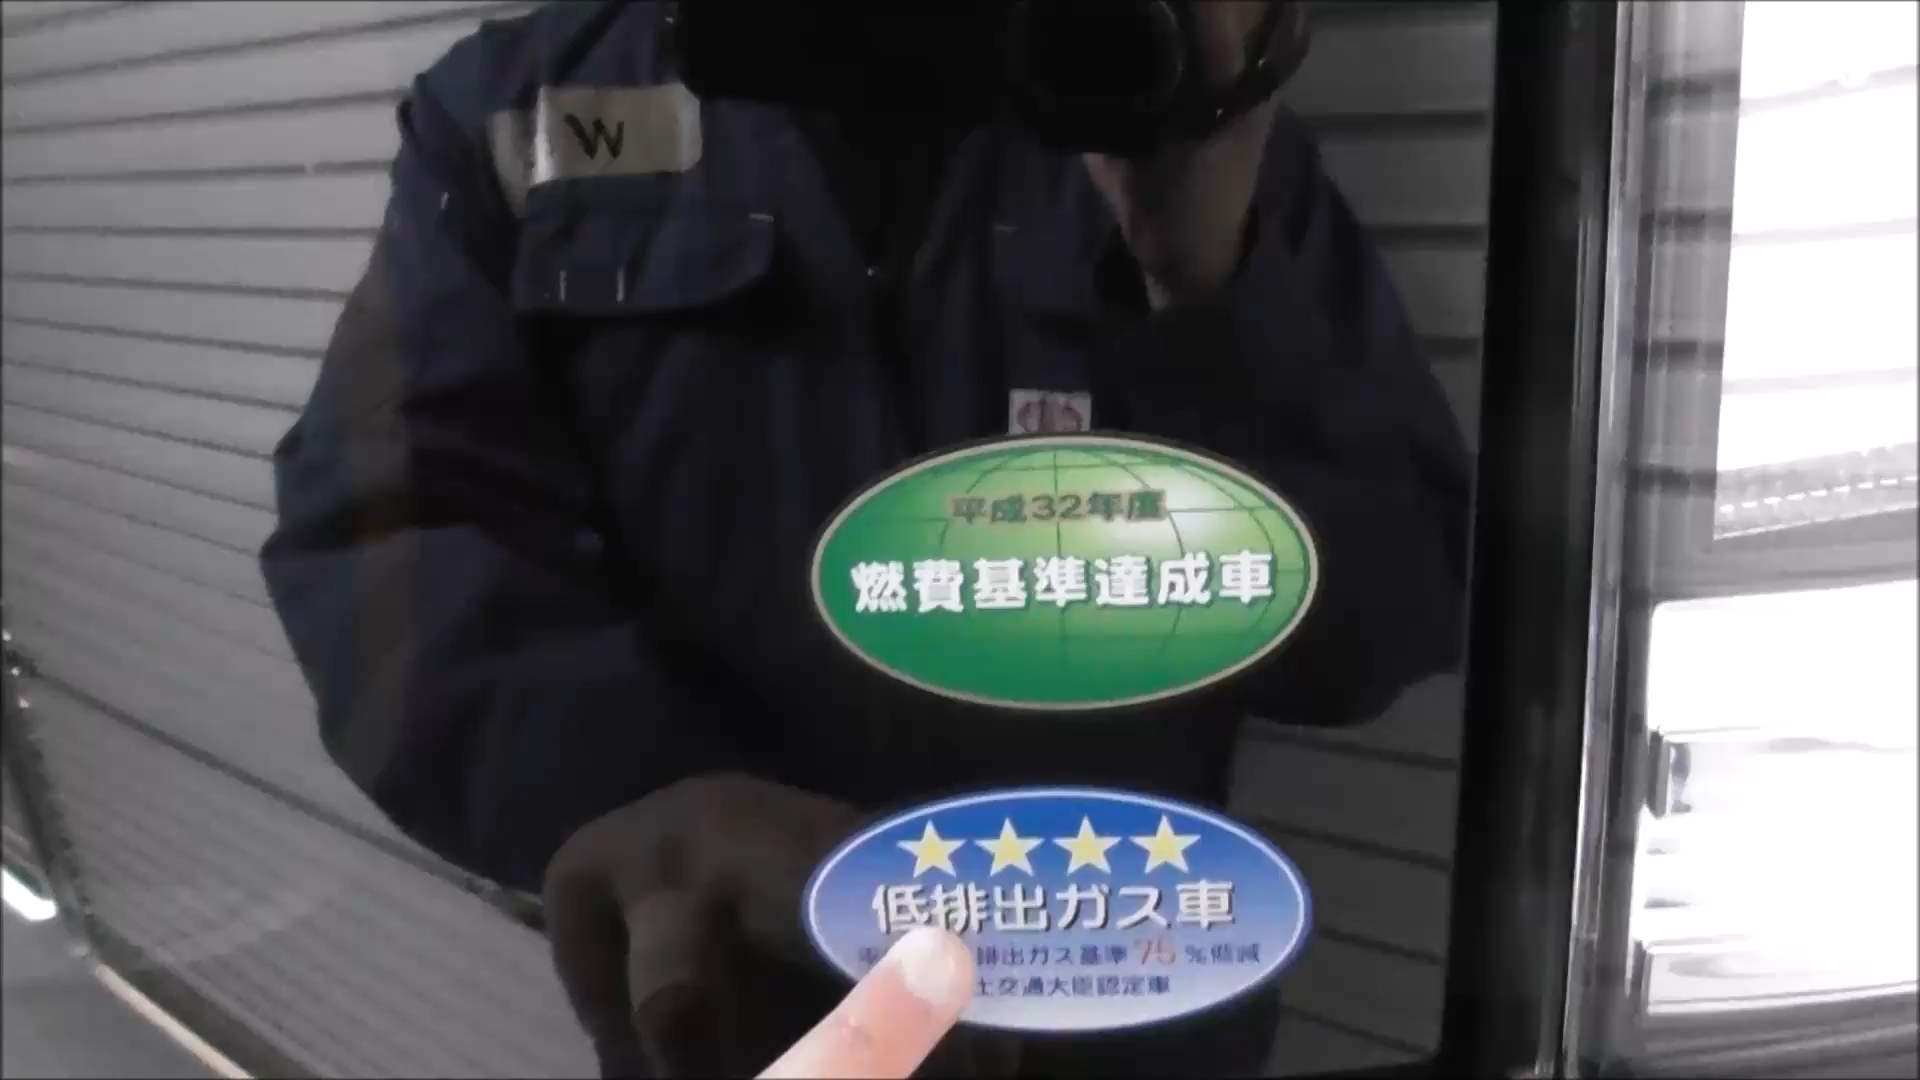 W
平成32年度
燃費基準達成車
★★★★
低排出ガス車
排出ガス基準75%低減
交通大臣認定車